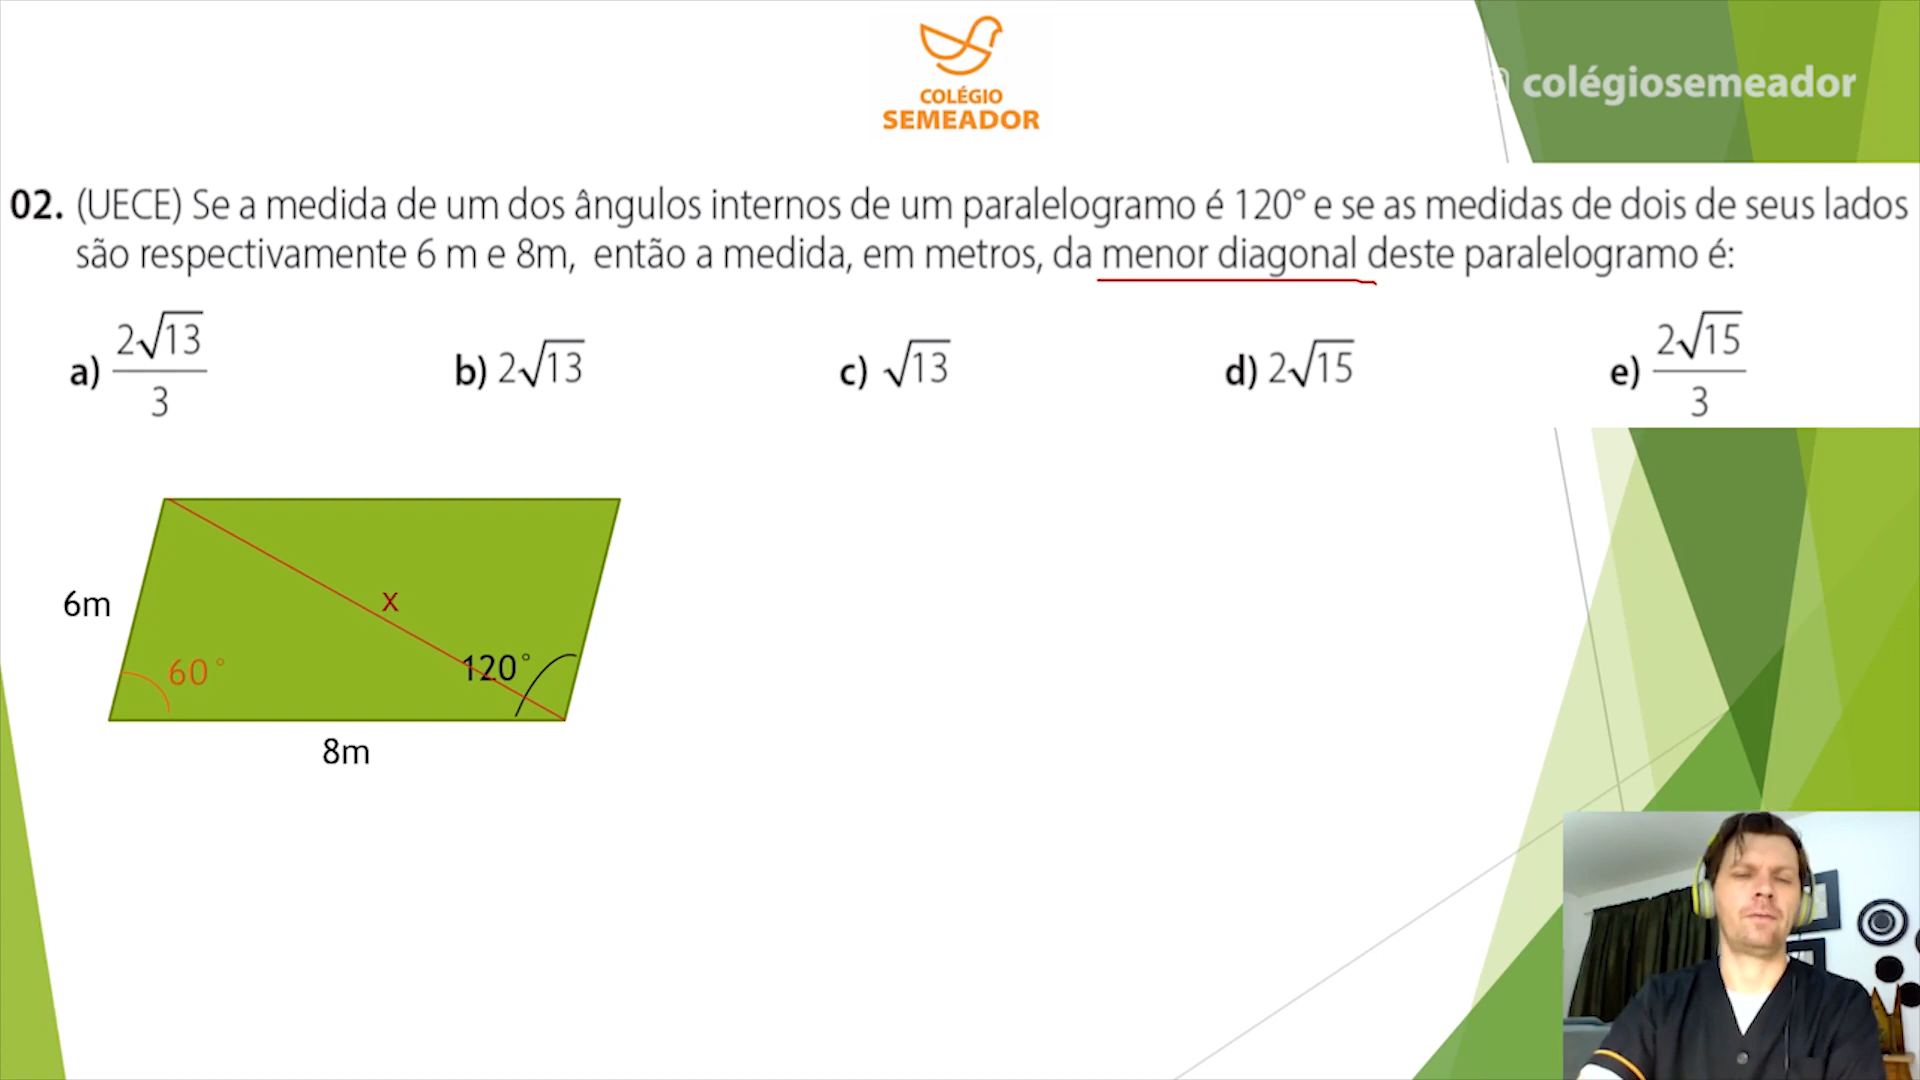 COLÉGIO
SEMEADOR
colégiosemeador
02. (UECE) Se a medida de um dos ângulos internos de um paralelogramo é 120° e se as medidas de dois de seus lados
são respectivamente 6 m e 8m, então a medida, em metros, da menor diagonal deste paralelogramo é:
a) 2√13/3 b) 2√13 c) √13 d) 2√15 e) 2√15/3
6m
x
60°
120°
8m